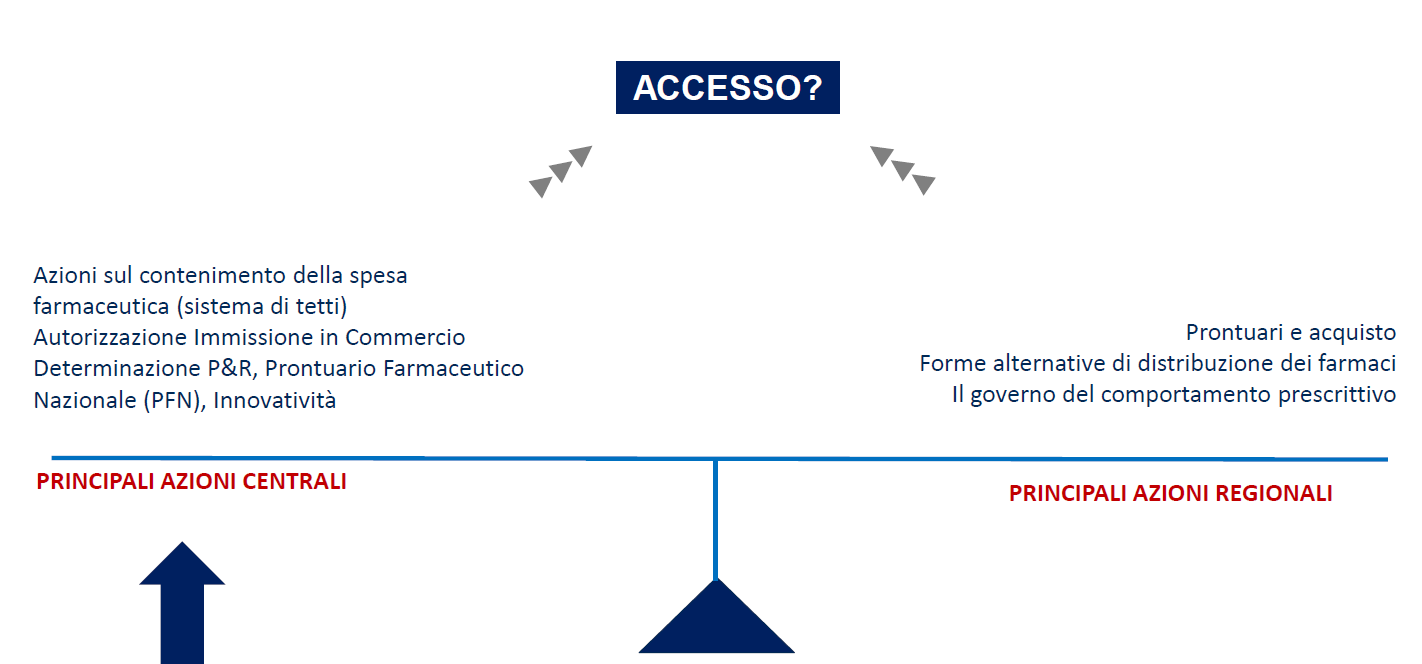 ACCESSO?
Azioni sul contenimento della spesa
farmaceutica (sistema di tetti)
Autorizzazione Immissione in Commercio
Determinazione P&R, Prontuario Farmaceutico
Nazionale (PFN), Innovatività
Prontuari e acquisto
Forme alternative di distribuzione dei farmaci
Il governo del comportamento prescrittivo
PRINCIPALI AZIONI CENTRALI
PRINCIPALI AZIONI REGIONALI